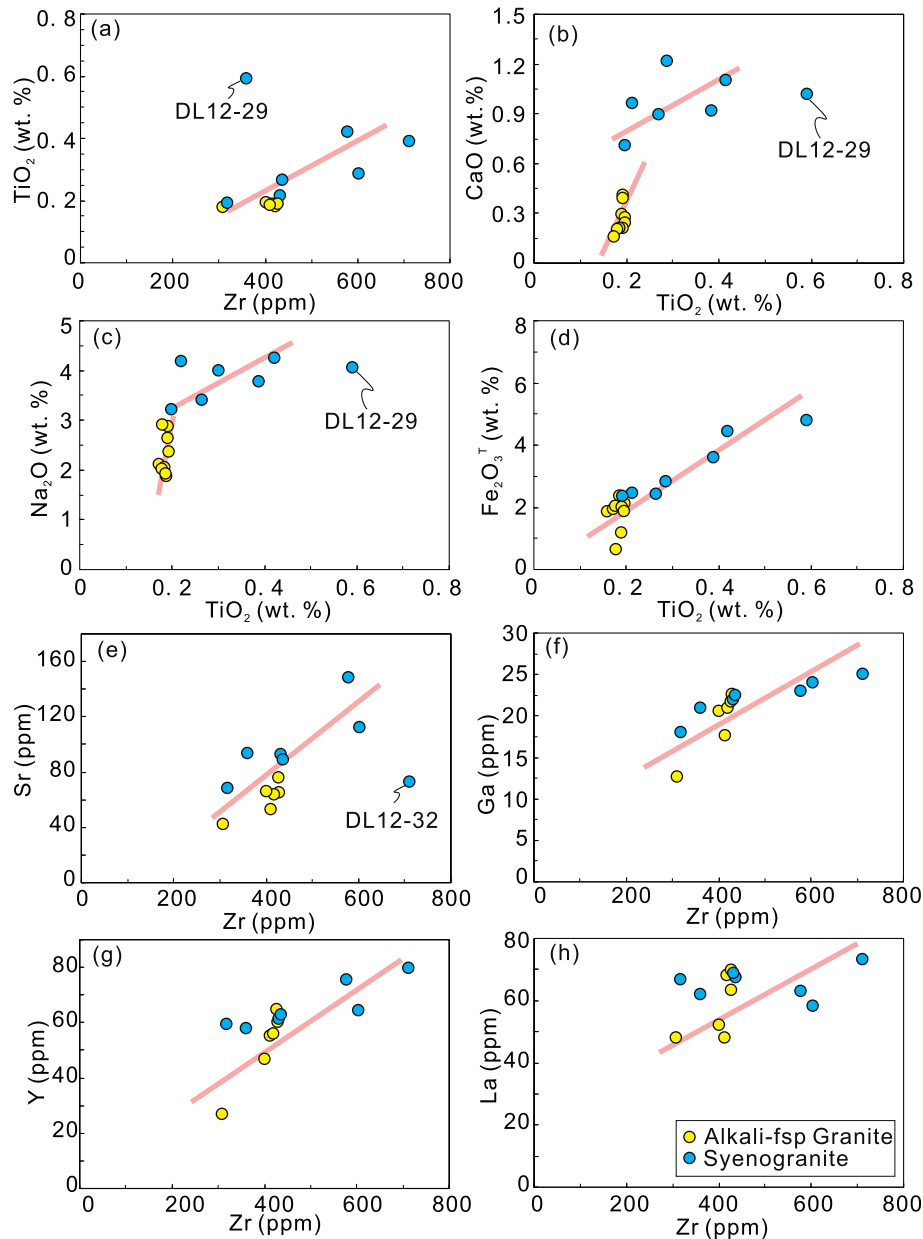 (a)
TiO2 (wt. %)
0.8
0.6
0.4
0.2
0
DL12-29
0 200 400 600 800
Zr (ppm)
(b)
CaO (wt. %)
1.5
1.2
0.9
0.6
0.3
0
DL12-29
0 0.2 0.4 0.6 0.8
TiO2 (wt. %)
(c)
Na2O (wt. %)
5
4
3
2
1
0
DL12-29
0 0.2 0.4 0.6 0.8
TiO2 (wt. %)
(d)
Fe2O3T (wt. %)
8
6
4
2
0
0 0.2 0.4 0.6 0.8
TiO2 (wt. %)
(e)
Sr (ppm)
160
120
80
40
0
DL12-32
0 200 400 600 800
Zr (ppm)
(f)
Ga (ppm)
30
25
20
15
10
5
0
0 200 400 600 800
Zr (ppm)
(g)
Y (ppm)
80
60
40
20
0
0 200 400 600 800
Zr (ppm)
(h)
La (ppm)
80
60
40
20
0
Alkali-fsp Granite
Syenogranite
0 200 400 600 800
Zr (ppm)